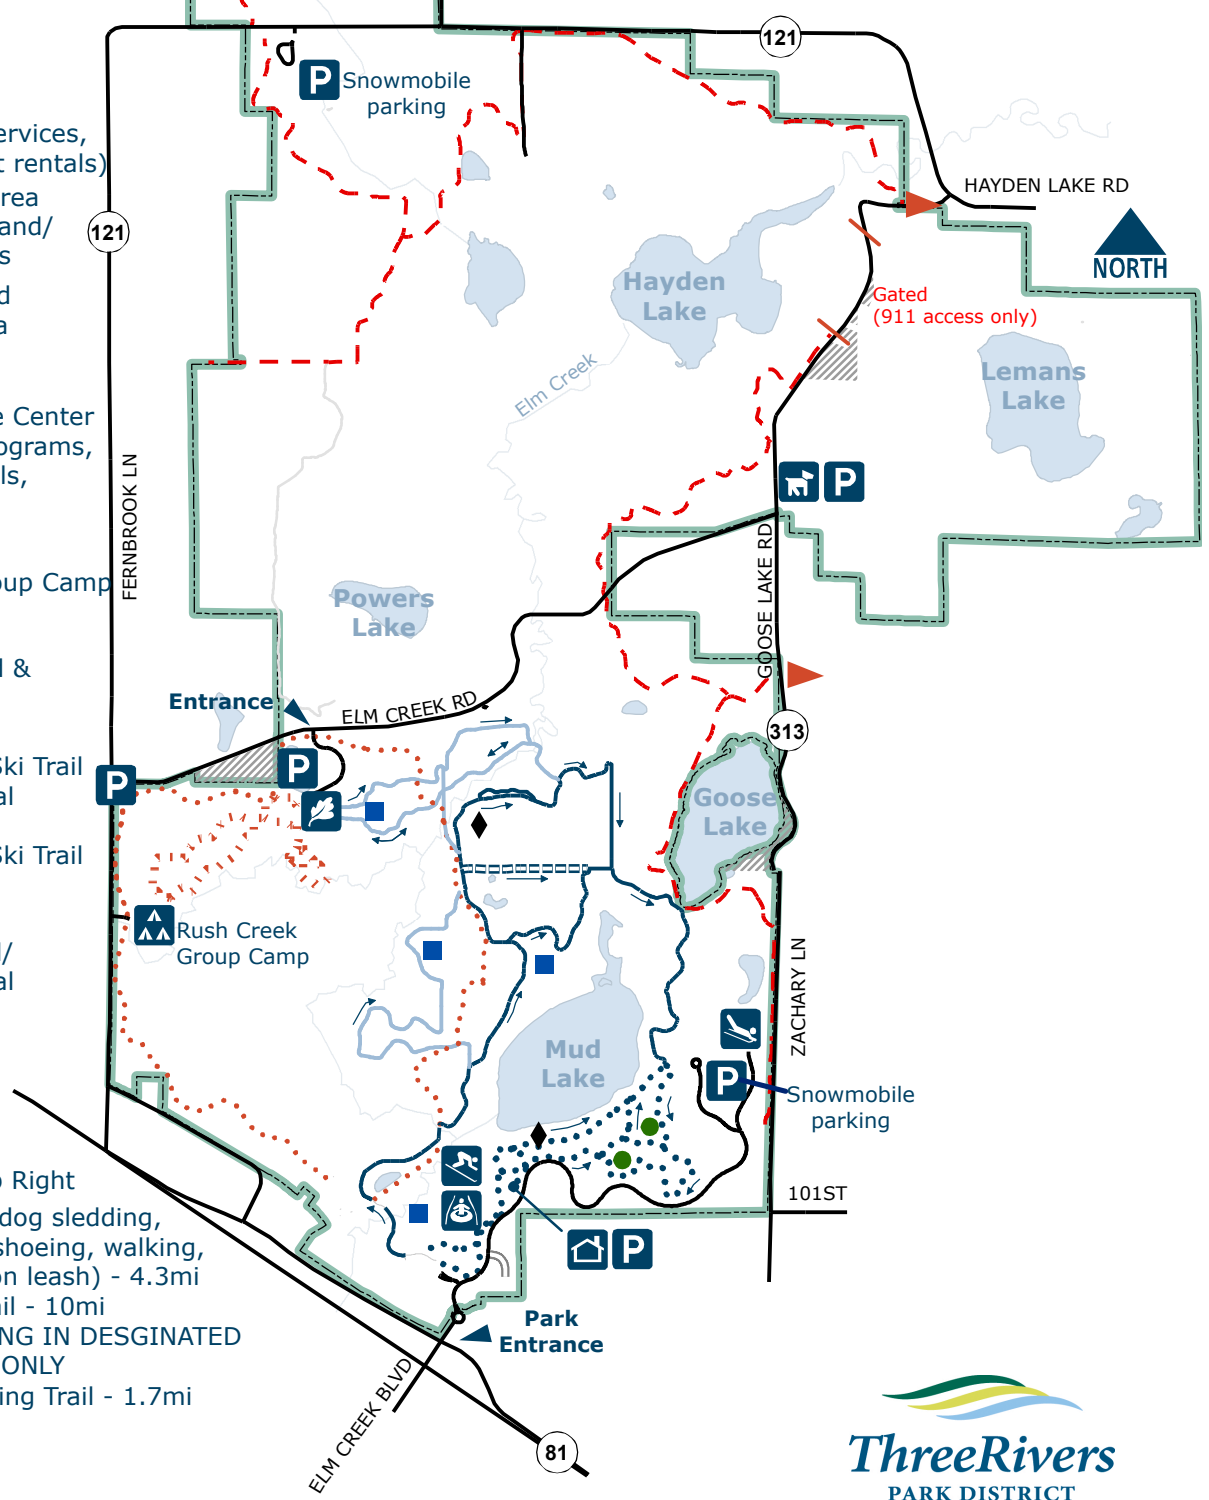 121
P
Snowmobile
parking
ervices,
t rentals)
rea
and/
s
d
a
121
HAYDEN LAKE RD
NORTH
Hayden
Lake
Gated
(911 access only)
Lemans
Lake
Elm Creek
e Center
ograms,
ls,
FERNBROOK LN
P
GOOSE LAKE RD
oup Camp
Powers
Lake
l &
Entrance
ELM CREEK RD
313
P
P
Ski Trail
al
Goose
Lake
Ski Trail
Rush Creek
Group Camp
l/
al
ZACHARY LN
Mud
Lake
P
Snowmobile
parking
o Right
dog sledding,
shoeing, walking,
on leash) - 4.3mi
ail - 10mi
NG IN DESGINATED
ONLY
ing Trail - 1.7mi
101ST
P
Park
Entrance
ELM CREEK BLVD
81
ThreeRivers
PARK DISTRICT